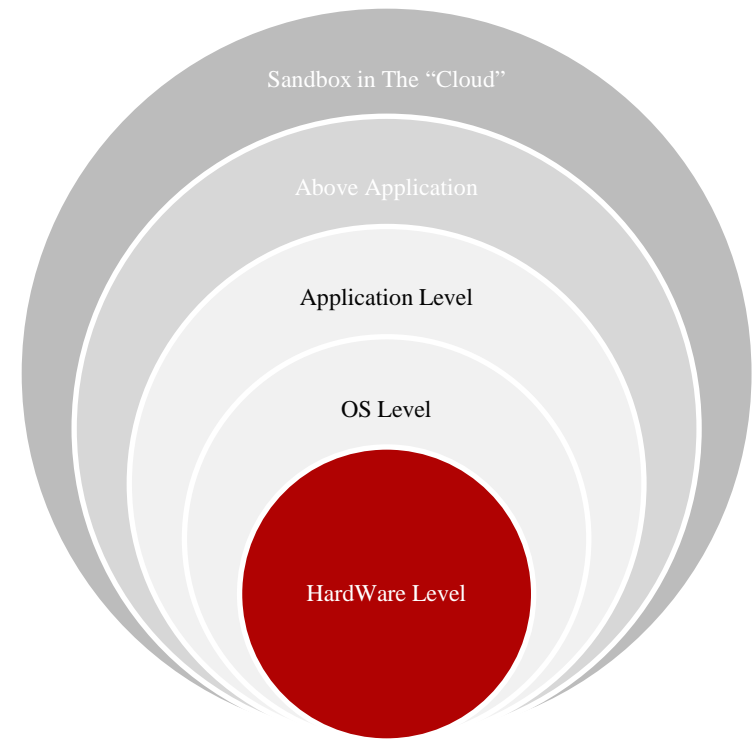 Sandbox in The “Cloud”
Above Application
Application Level
OS Level
HardWare Level